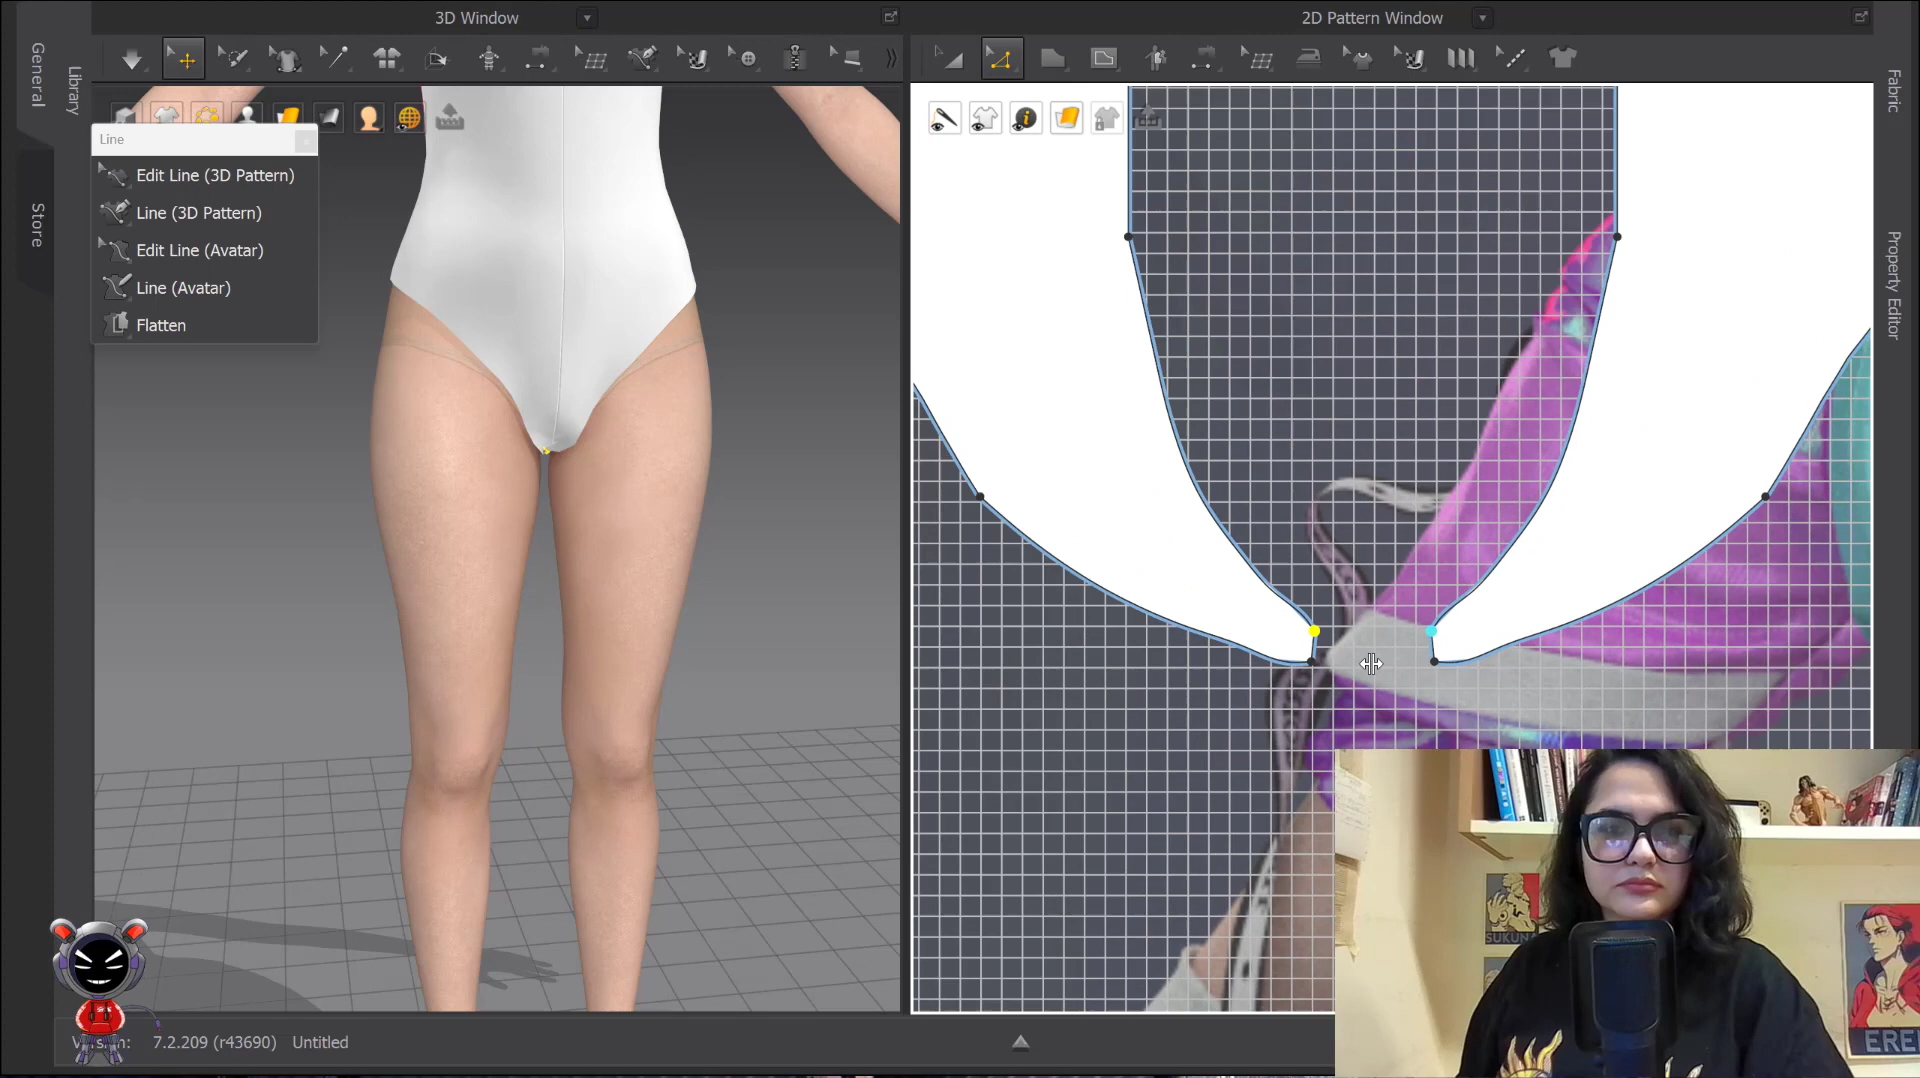 3D Window
2D Pattern Window
General
Library
Store
Line
Edit Line (3D Pattern)
Line (3D Pattern)
Edit Line (Avatar)
Line (Avatar)
Flatten
Fabric
Property Editor
SUKUN
EREN
7.2.209 (r43690)
Untitled